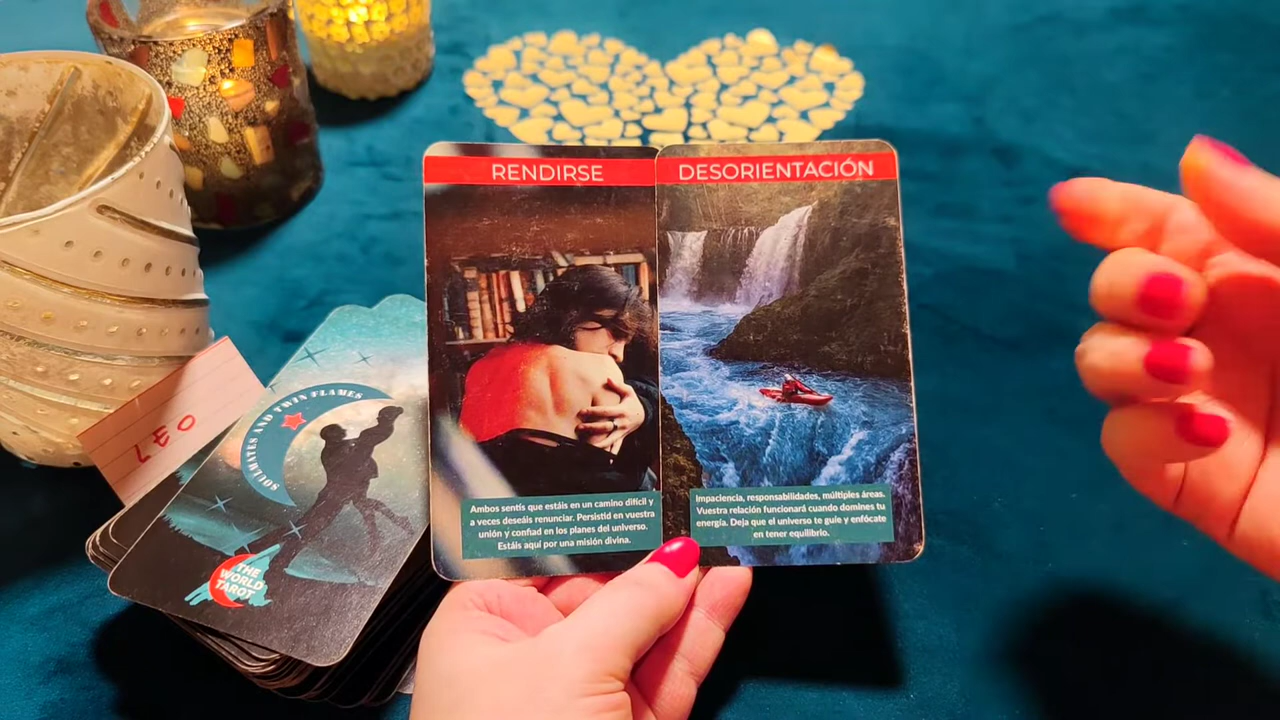 RENDIRSE
Ambos sentís que estáis en un camino difícil y
a veces deseáis renunciar. Persistid en vuestra
unión y confiad en los planes del universo.
Estáis aquí por una misión divina.
DESORIENTACIÓN
Impaciencia, responsabilidades, múltiples áreas.
Vuestra relación funcionará cuando domines tu
energía. Deja que el universo te guíe y enfócate
en tener equilibrio.
LEO
SOULMATES AND TWIN FLAMES
THE
WORLD
TAROT